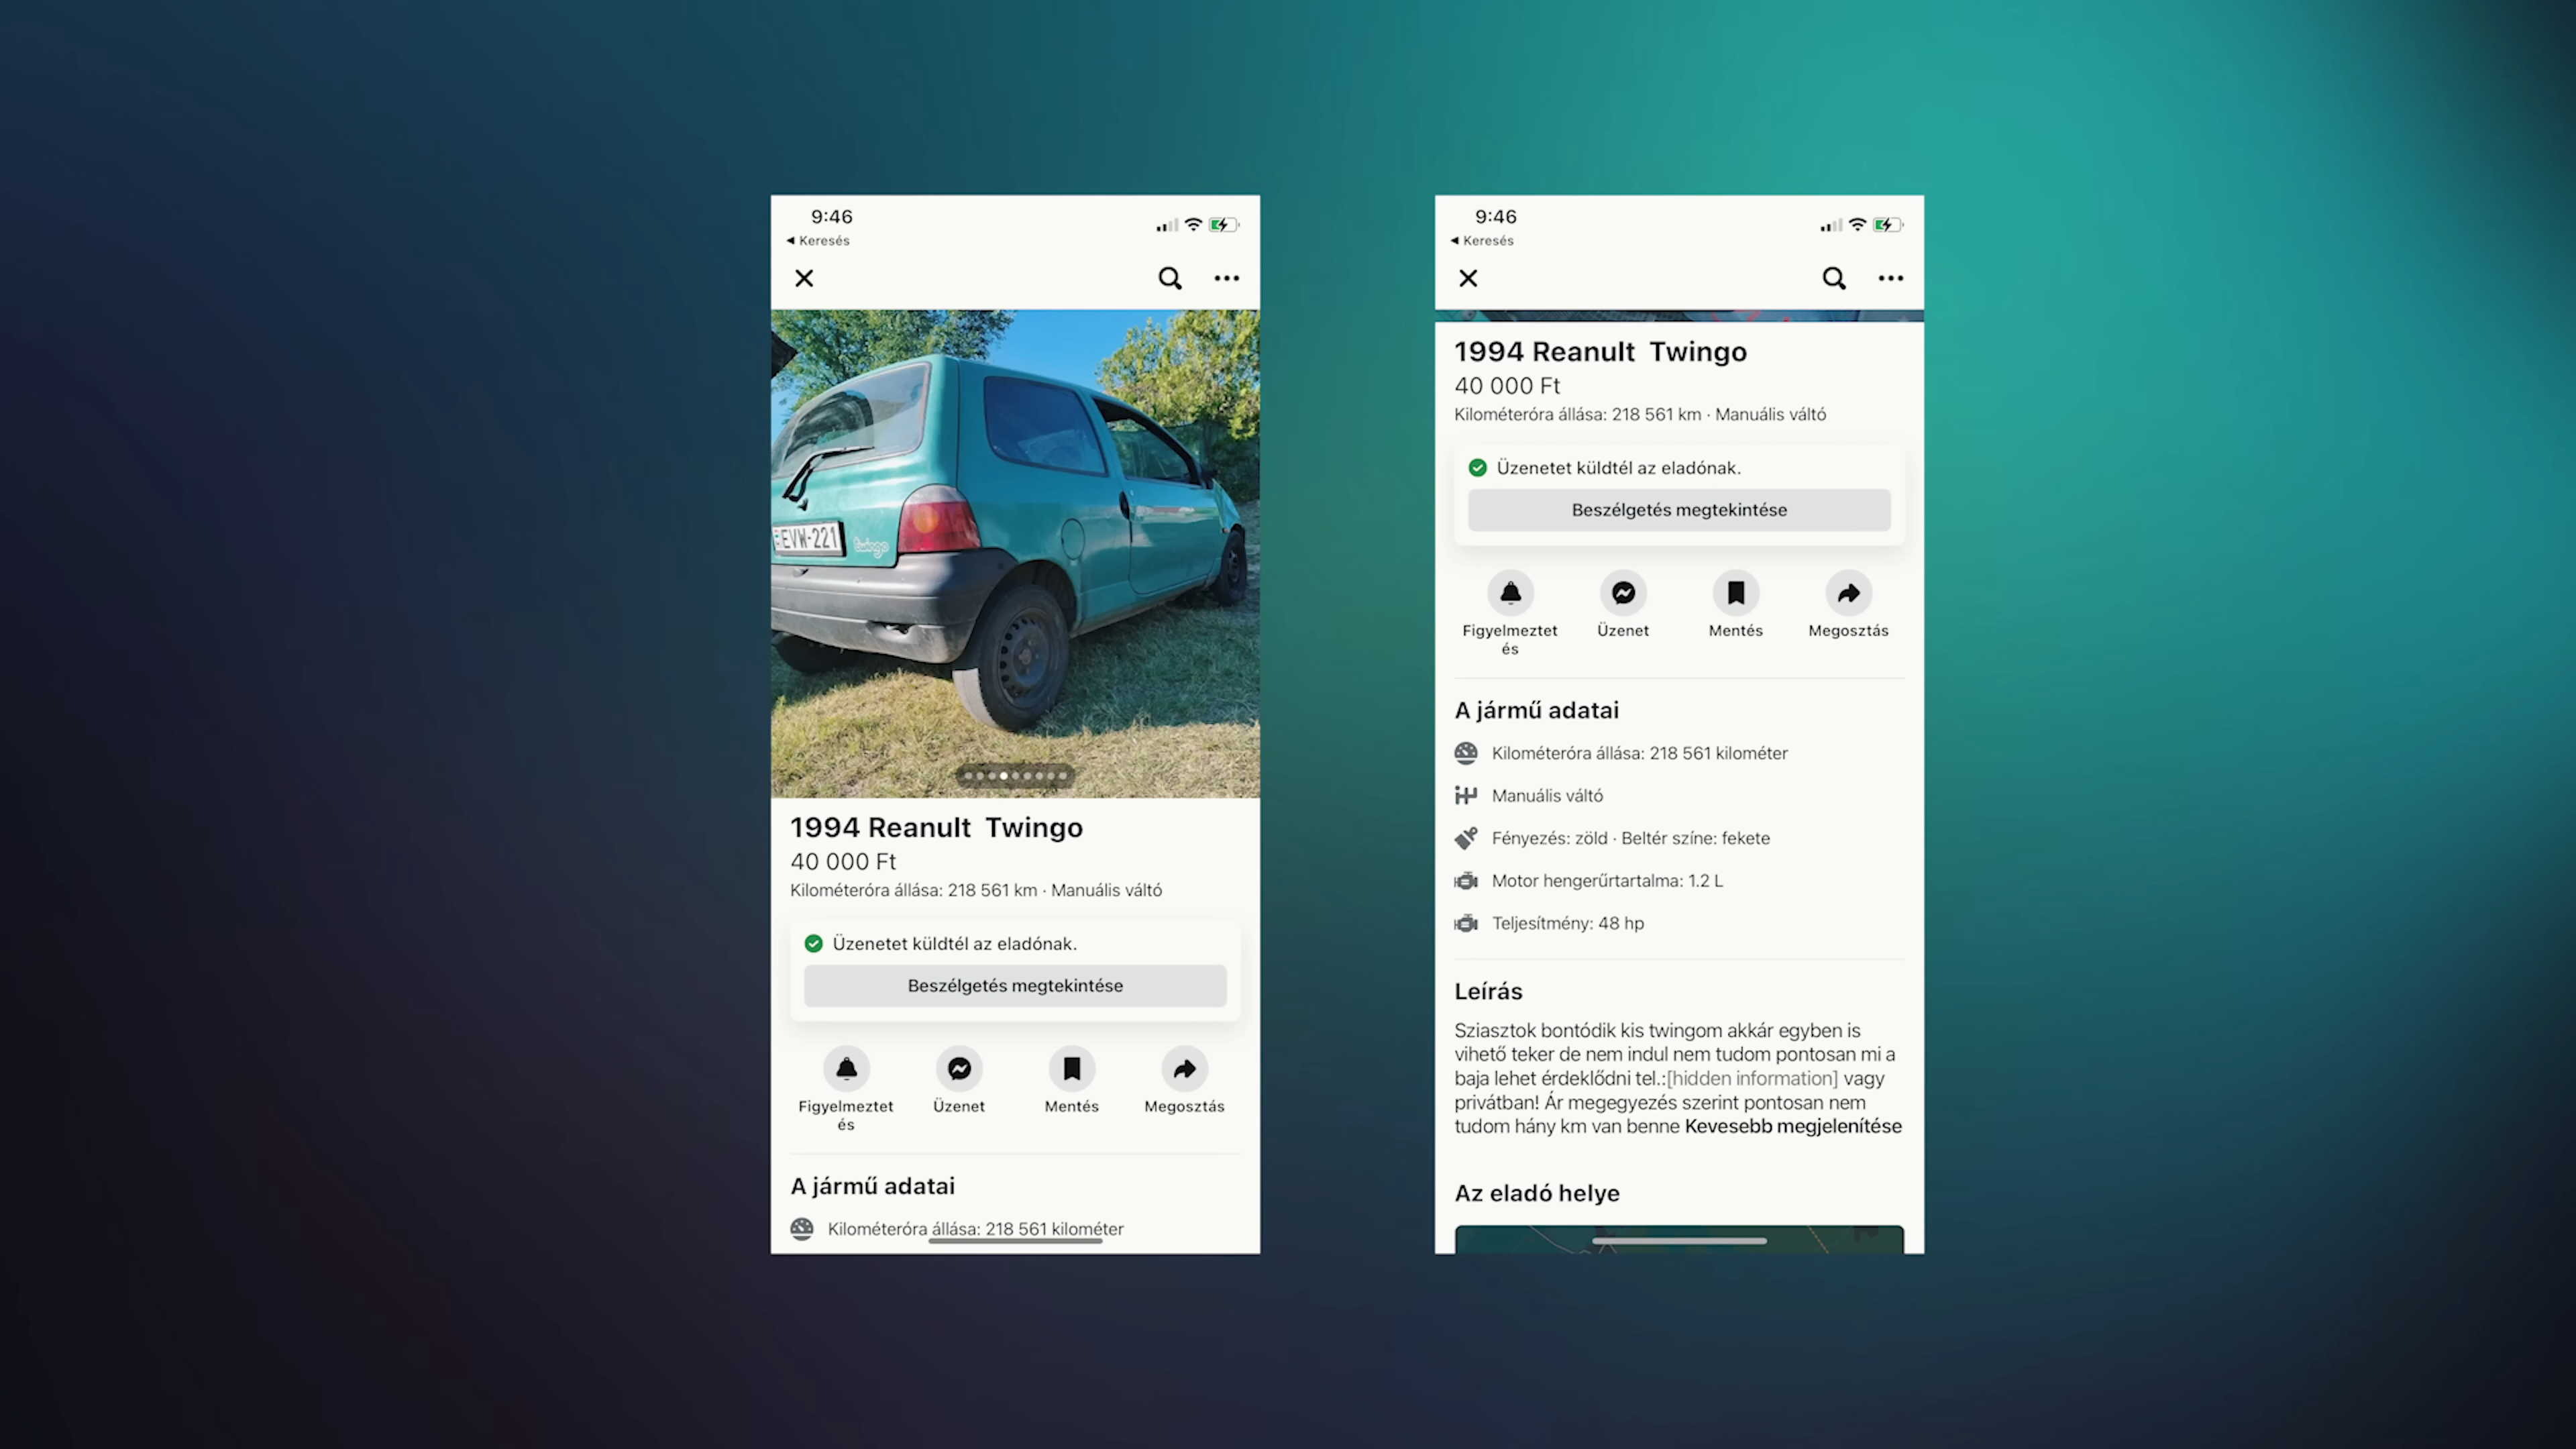 9:46
◀ Keresés
EVW-221
twingo
1994 Reanult  Twingo
40 000 Ft
Kilométeróra állása: 218 561 km · Manuális váltó
Üzenetet küldtél az eladónak.
Beszélgetés megtekintése
Figyelmeztet
és
Üzenet
Mentés
Megosztás
A jármű adatai
Kilométeróra állása: 218 561 kilométer
9:46
◀ Keresés
1994 Reanult  Twingo
40 000 Ft
Kilométeróra állása: 218 561 km · Manuális váltó
Üzenetet küldtél az eladónak.
Beszélgetés megtekintése
Figyelmeztet
és
Üzenet
Mentés
Megosztás
A jármű adatai
Kilométeróra állása: 218 561 kilométer
Manuális váltó
Fényezés: zöld · Beltér színe: fekete
Motor hengerűrtartalma: 1.2 L
Teljesítmény: 48 hp
Leírás
Sziasztok bontódik kis twingom akkár egyben is
vihető teker de nem indul nem tudom pontosan mi a
baja lehet érdeklődni tel.:[hidden information] vagy
privátban! Ár megegyezés szerint pontosan nem
tudom hány km van benne Kevesebb megjelenítése
Az eladó helye